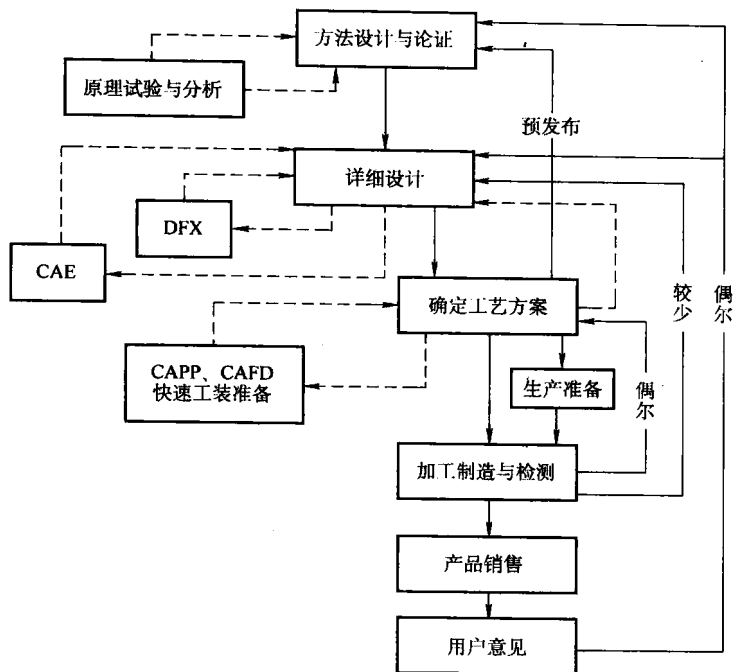 方法设计与论证
原理试验与分析
预发布
详细设计
DFX
CAE
确定工艺方案
较少
偶尔
CAPP、CAFD
快速工装准备
生产准备
偶尔
加工制造与检测
产品销售
用户意见